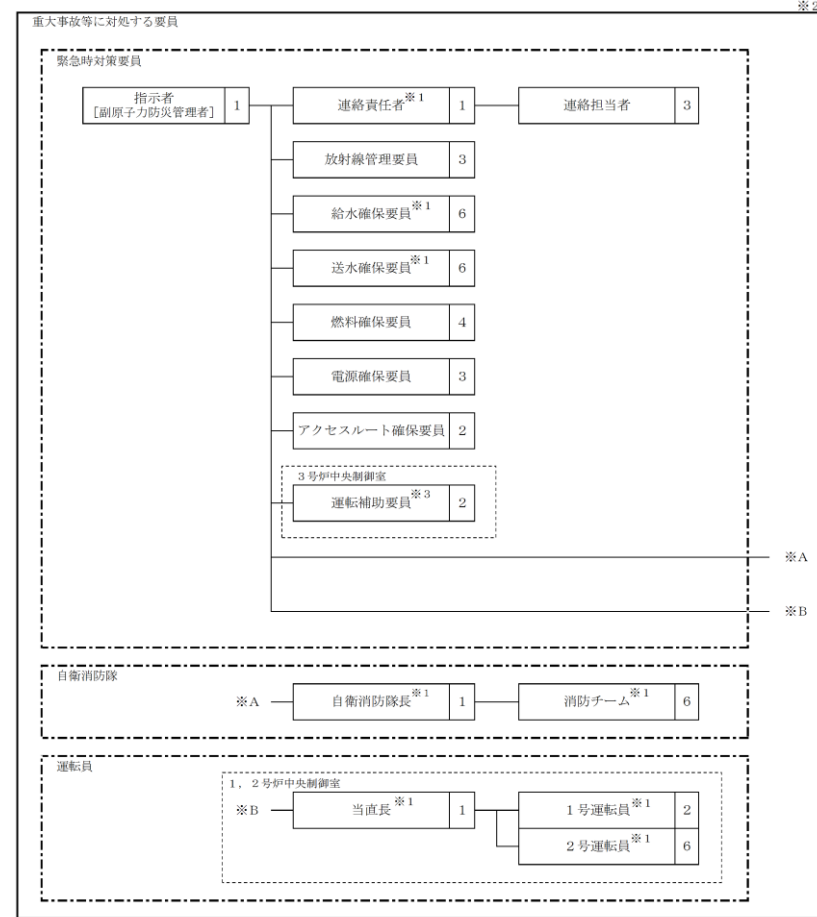 ※2
重大事故等に対処する要員
緊急時対策要員
指示者
[副原子力防災管理者]
1
連絡責任者※1
1
連絡担当者
3
放射線管理要員
3
給水確保要員※1
6
送水確保要員※1
6
燃料確保要員
4
電源確保要員
3
アクセスルート確保要員
2
3号炉中央制御室
運転補助要員※3
2
※A
※B
自衛消防隊
※A
自衛消防隊長※1
1
消防チーム※1
6
運転員
1,2号炉中央制御室
※B
当直長※1
1
1号運転員※1
2
2号運転員※1
6